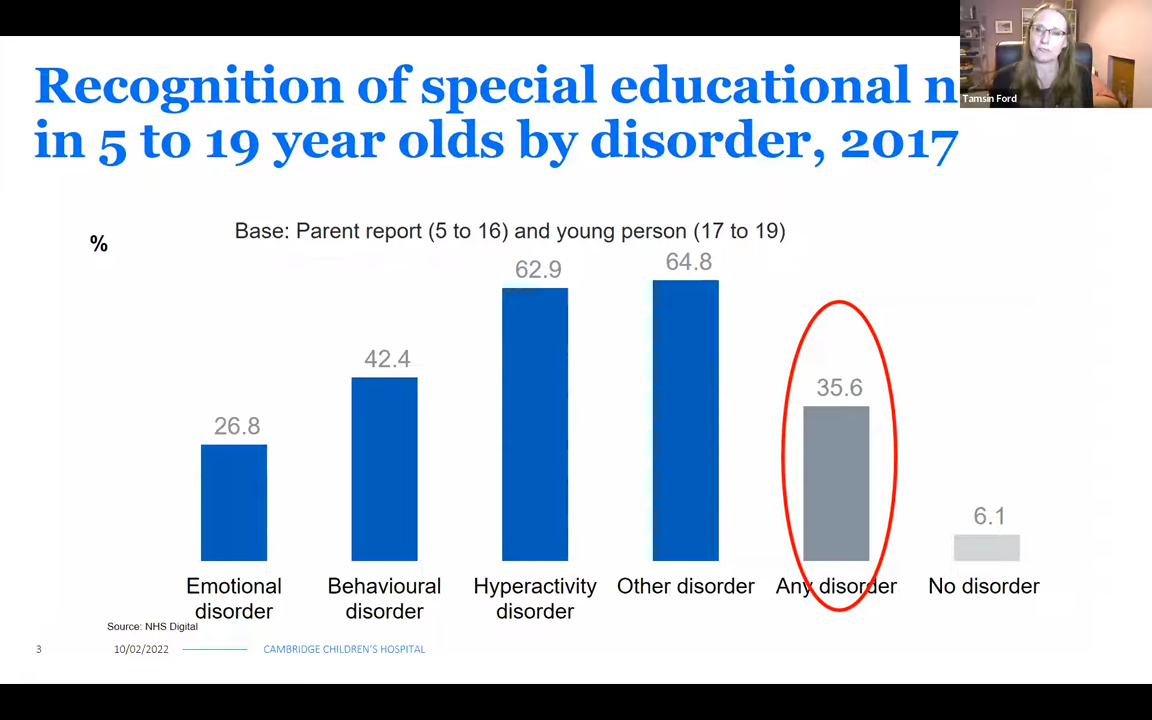 Recognition of special educational n
in 5 to 19 year olds by disorder, 2017
Tamsin Ford
%
Base: Parent report (5 to 16) and young person (17 to 19)
26.8
42.4
62.9
64.8
35.6
6.1
Emotional disorder
Behavioural disorder
Hyperactivity disorder
Other disorder
Any disorder
No disorder
Source: NHS Digital
3
10/02/2022
CAMBRIDGE CHILDREN'S HOSPITAL